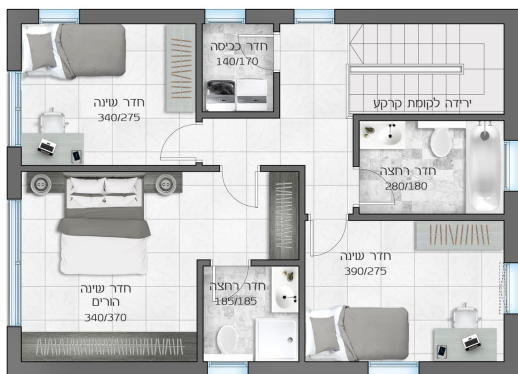 חדר כביסה
140/170
ירידה לקומת קרקע
חדר שינה
340/275
חדר רחצה
280/180
חדר שינה
390/275
חדר שינה
הורים
340/370
חדר רחצה
185/185